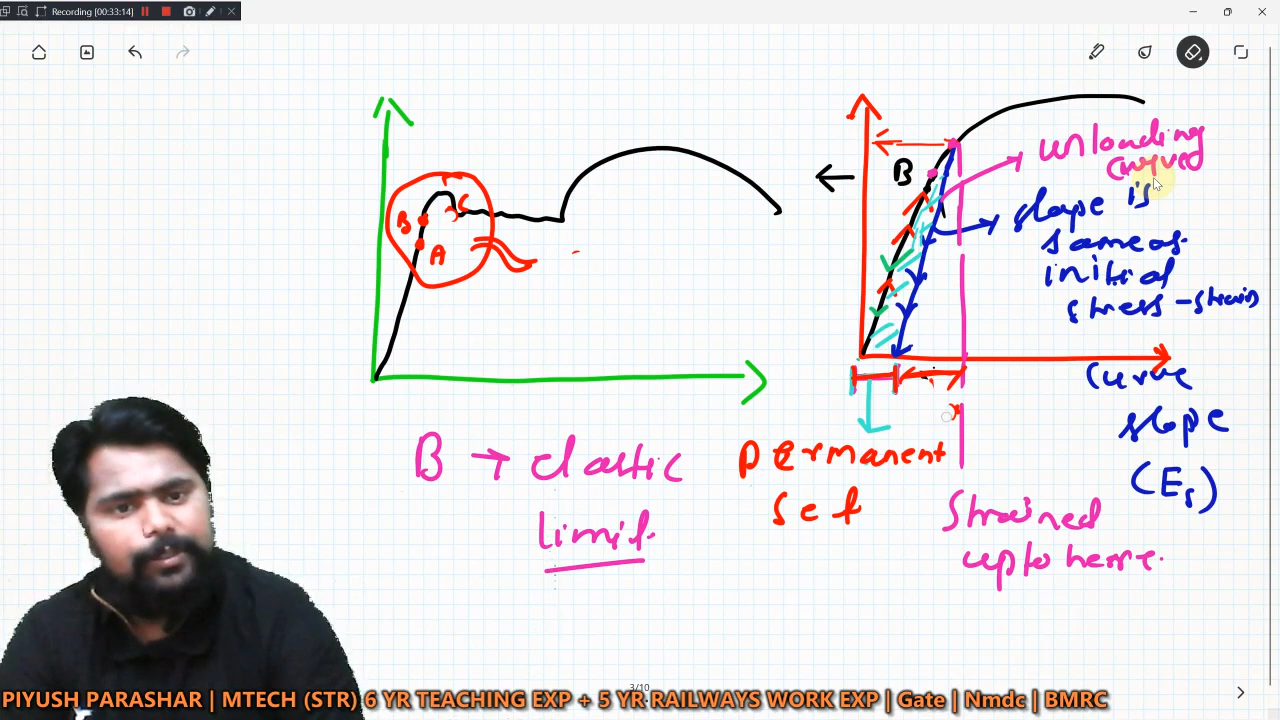 Recording [00:33:14]
B
C
A
B → elastic
limit.
B
unloading
curved
slope is
same as
initial
stress - strain
curve
slope
(Es)
permanent
set
Strained
upto here.
3/10
PIYUSH PARASHAR | MTECH (STR) 6 YR TEACHING EXP + 5 YR RAILWAYS WORK EXP | Gate | Nmdc | BMRC